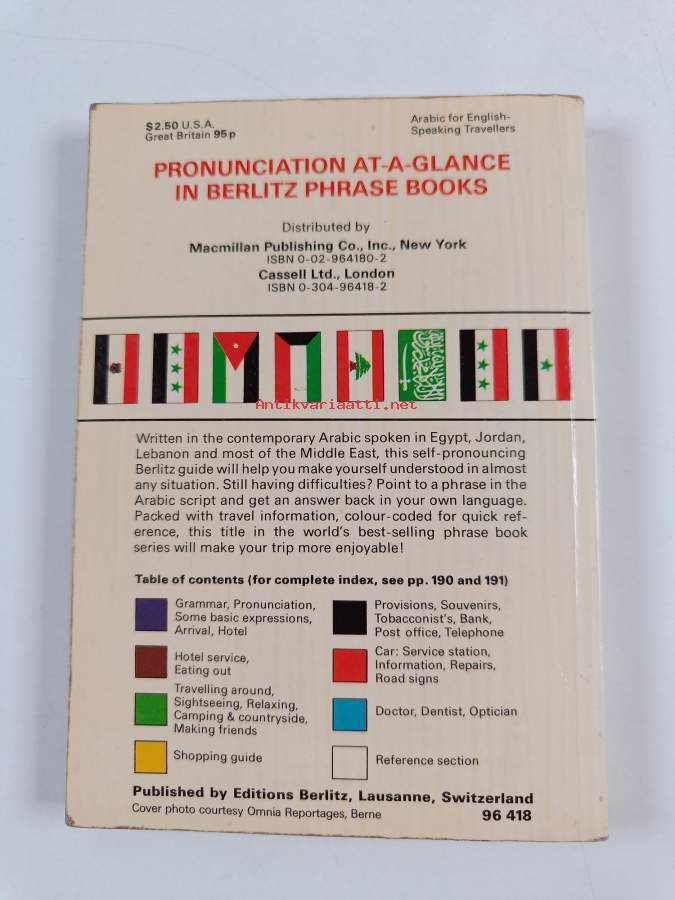 $2.50 U.S.A.
Great Britain 95p
Arabic for English-
Speaking Travellers
PRONUNCIATION AT-A-GLANCE
IN BERLITZ PHRASE BOOKS
Distributed by
Macmillan Publishing Co., Inc., New York
ISBN 0-02-964180-2
Cassell Ltd., London
ISBN 0-304-96418-2
Antikvariaatti.net
Written in the contemporary Arabic spoken in Egypt, Jordan,
Lebanon and most of the Middle East, this self-pronouncing
Berlitz guide will help you make yourself understood in almost
any situation. Still having difficulties? Point to a phrase in the
Arabic script and get an answer back in your own language.
Packed with travel information, colour-coded for quick ref-
erence, this title in the world's best-selling phrase book
series will make your trip more enjoyable!
Table of contents (for complete index, see pp. 190 and 191)
Grammar, Pronunciation,
Some basic expressions,
Arrival, Hotel
Hotel service,
Eating out
Travelling around,
Sightseeing, Relaxing,
Camping & countryside,
Making friends
Shopping guide
Provisions, Souvenirs,
Tobacconist's, Bank,
Post office, Telephone
Car: Service station,
Information, Repairs,
Road signs
Doctor, Dentist, Optician
Reference section
Published by Editions Berlitz, Lausanne, Switzerland
Cover photo courtesy Omnia Reportages, Berne
96 418